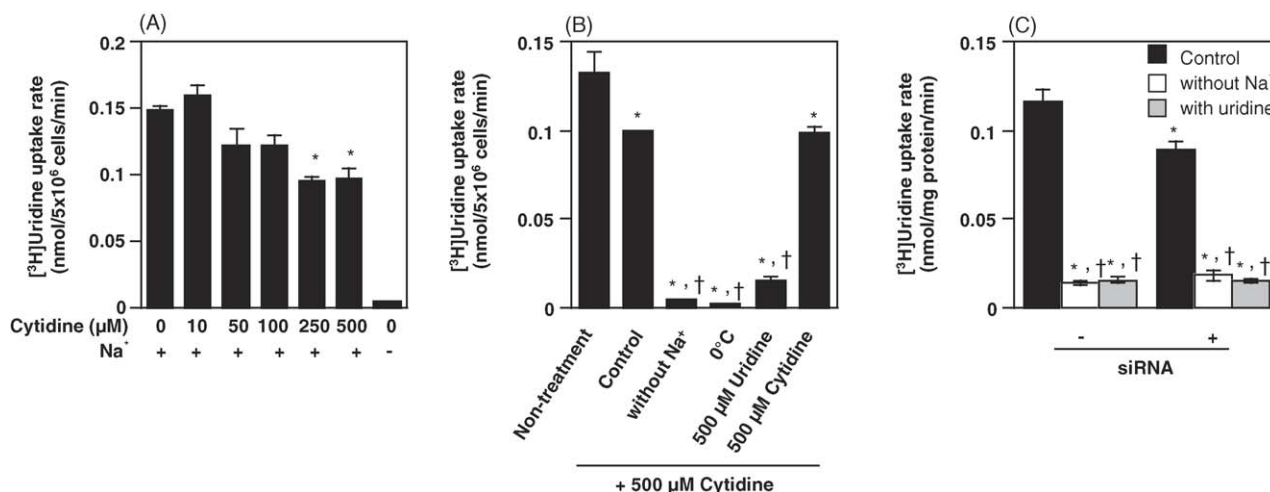 (A)
[³H]Uridine uptake rate
(nmol/5x10⁶ cells/min)
0.2
0.15
0.1
0.05
0
* *
Cytidine (µM) 0 10 50 100 250 500 0
Na⁺ + + + + + + -
(B)
[³H]Uridine uptake rate
(nmol/5x10⁶ cells/min)
0.15
0.1
0.05
0
* *
*, † *, † *, †
Non-treatment
Control
without Na⁺
0°C
500 µM Uridine
500 µM Cytidine
+ 500 µM Cytidine
(C)
[³H]Uridine uptake rate
(nmol/mg protein/min)
0.15
0.1
0.05
0
Control
without Na⁺
with uridine
*
*, † *, † *, † *, †
- +
siRNA